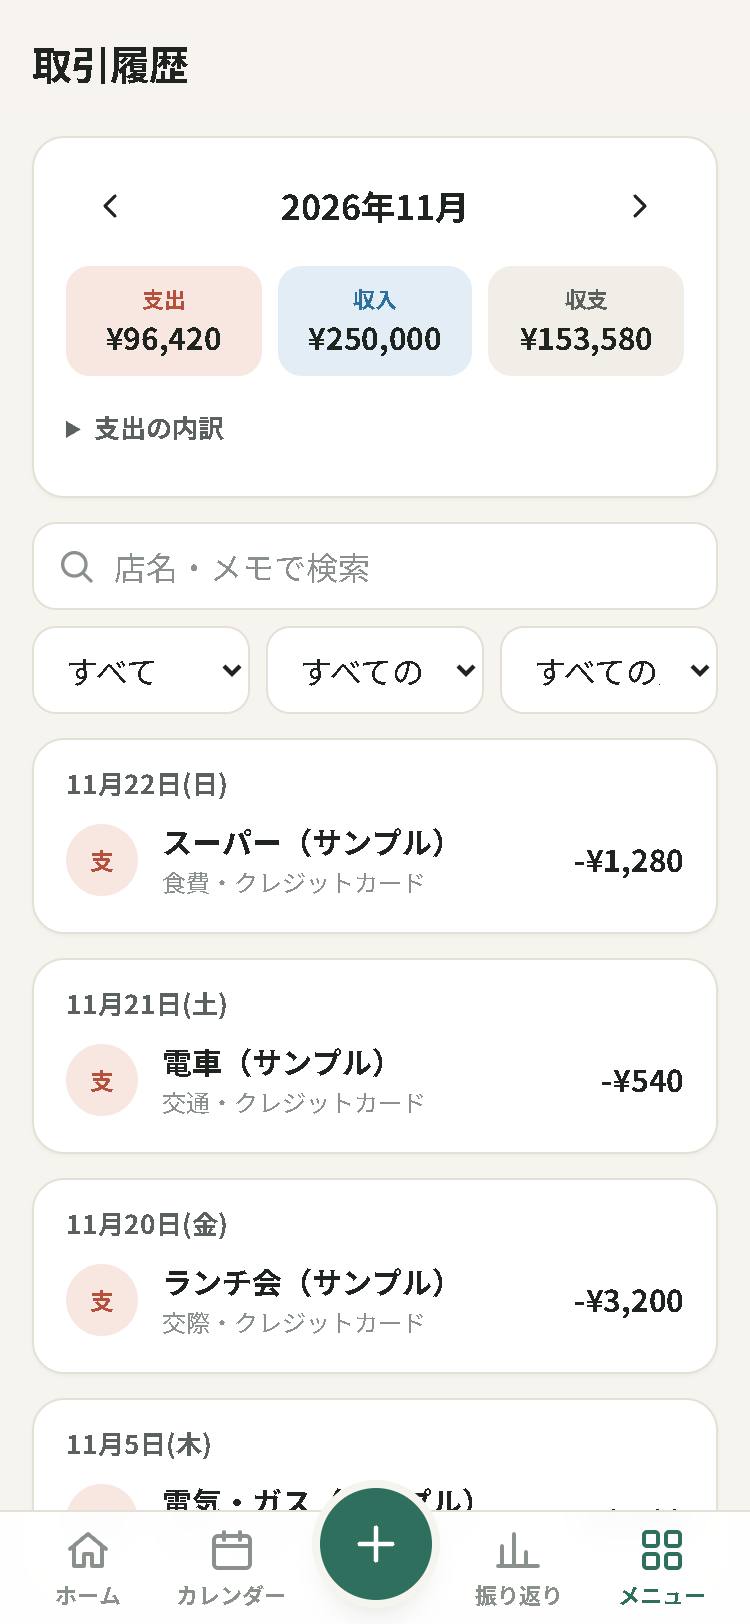 取引履歴
2026年11月
支出
¥96,420
収入
¥250,000
収支
¥153,580
支出の内訳
店名・メモで検索
すべて
すべての
すべての
11月22日(日)
支
スーパー（サンプル）
食費・クレジットカード
-¥1,280
11月21日(土)
支
電車（サンプル）
交通・クレジットカード
-¥540
11月20日(金)
支
ランチ会（サンプル）
交際・クレジットカード
-¥3,200
11月5日(木)
電気・ガス
ホーム
カレンダー
振り返り
メニュー